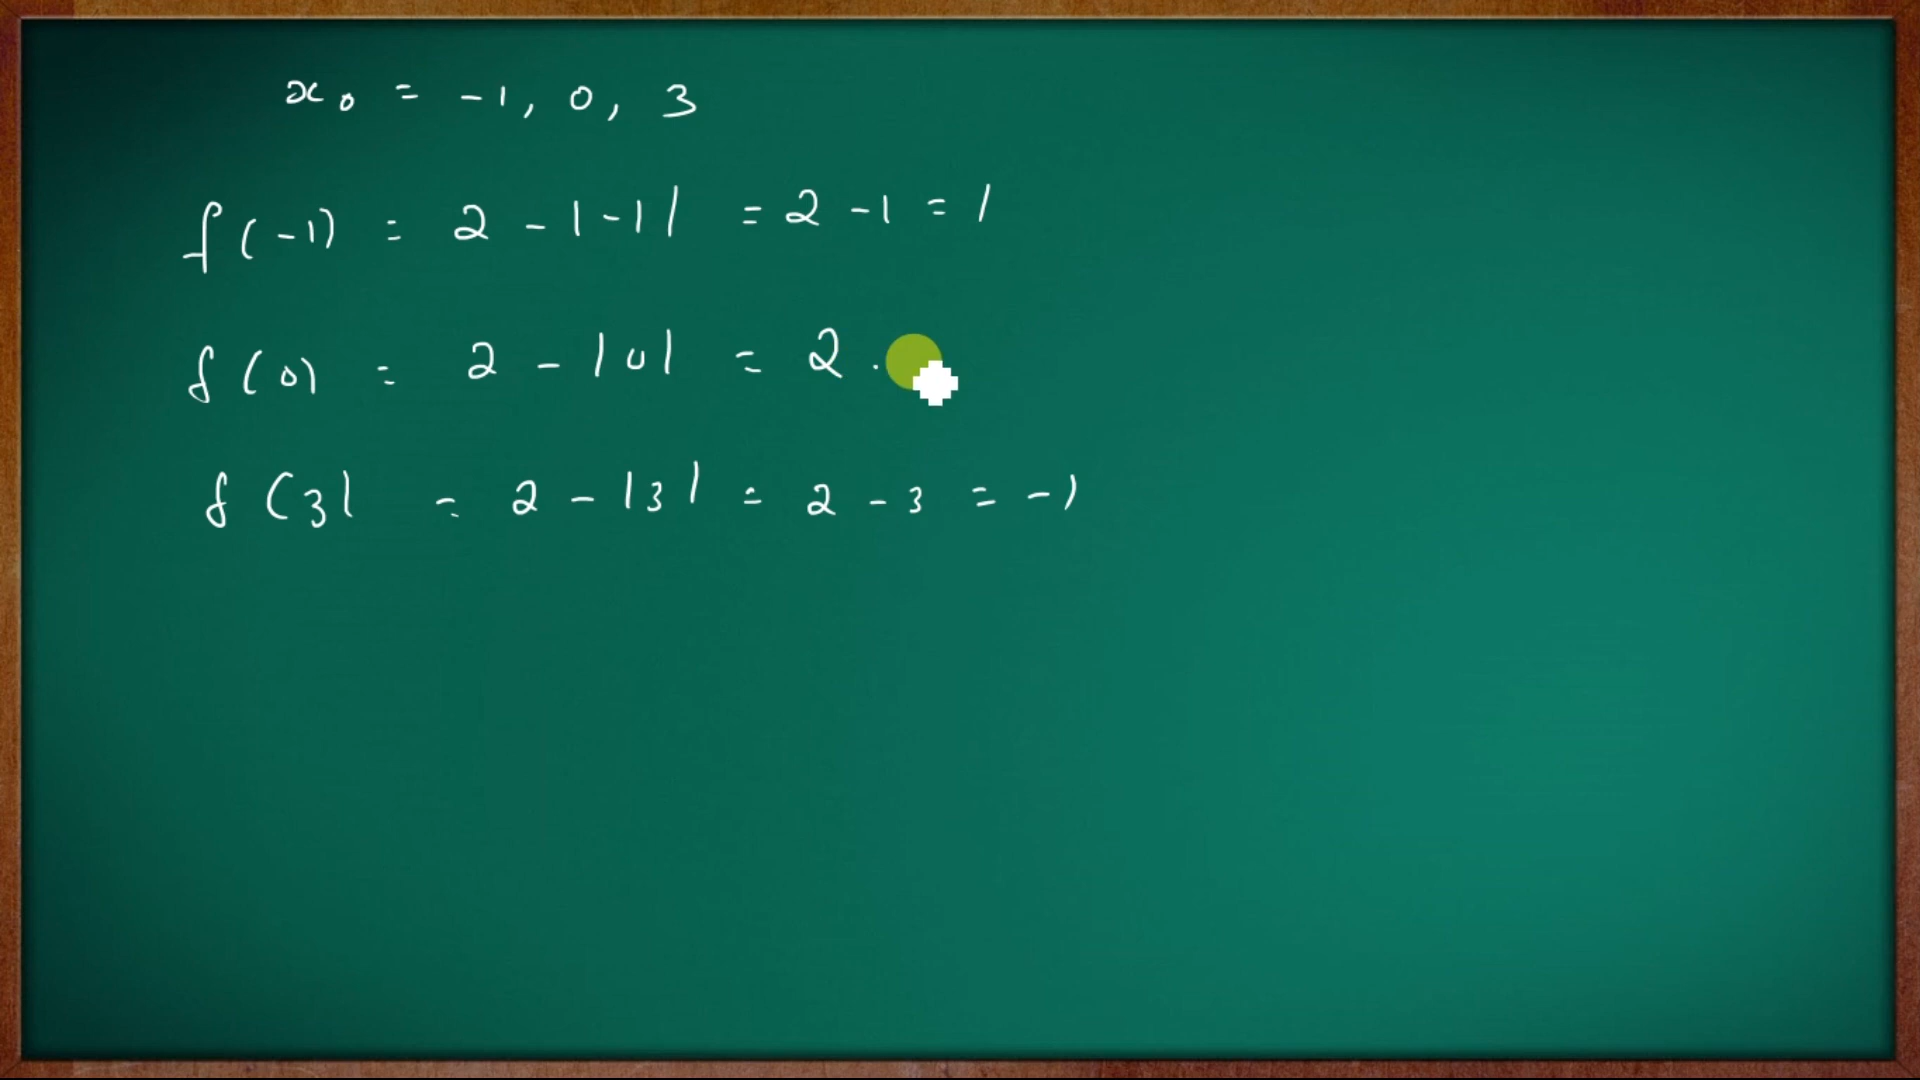 x₀ = -1, 0, 3
f(-1) = 2 - |-1| = 2 - 1 = 1
f(0) = 2 - |0| = 2 .
f(3) = 2 - |3| = 2 - 3 = -1